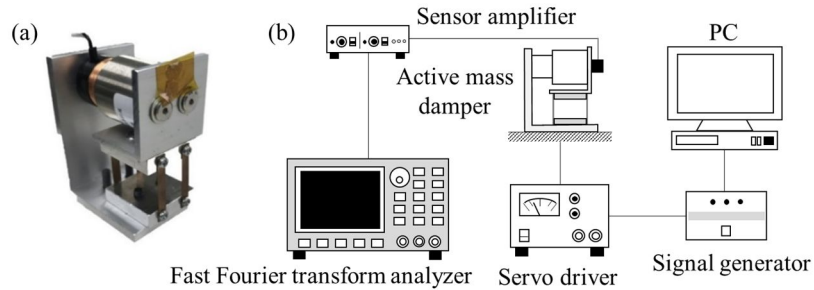 (a)
(b)
Sensor amplifier
Active mass
damper
PC
Fast Fourier transform analyzer
Servo driver
Signal generator